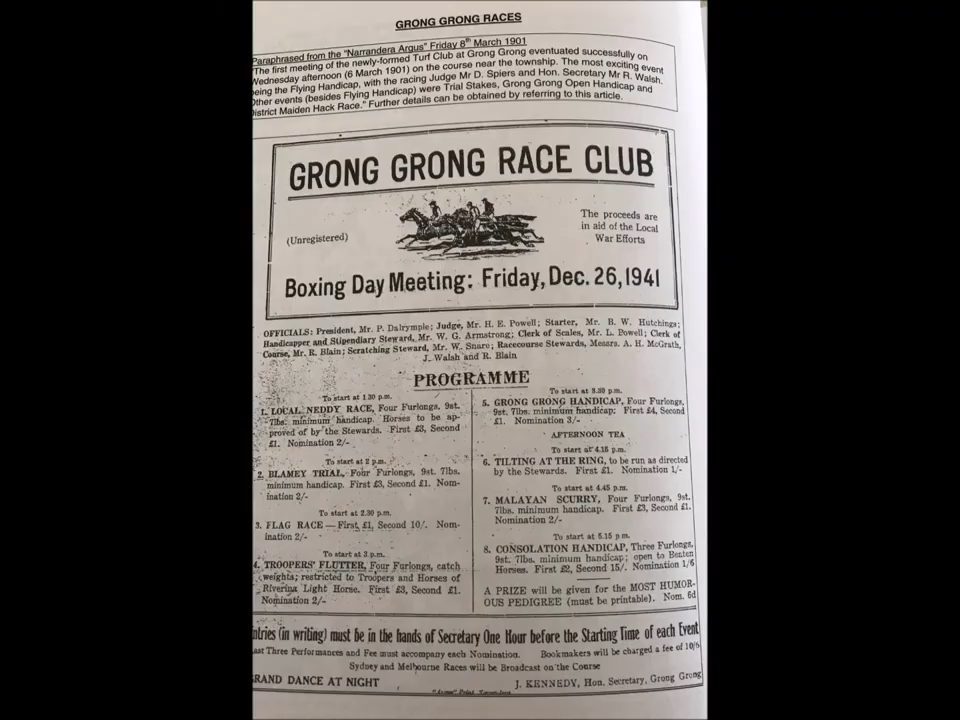 GRONG GRONG RACES
Paraphrased from the "Narrandera Argus" Friday 8th March 1901
"The first meeting of the newly-formed Turf Club at Grong Grong eventuated successfully on
Wednesday afternoon (6 March 1901) on the course near the township. The most exciting event
being the Flying Handicap, with the racing Judge Mr D. Spiers and Hon. Secretary Mr R. Walsh.
Other events (besides Flying Handicap) were Trial Stakes, Grong Grong Open Handicap and
District Maiden Hack Race." Further details can be obtained by referring to this article.
GRONG GRONG RACE CLUB
(Unregistered)
The proceeds are
in aid of the Local
War Efforts
Boxing Day Meeting: Friday, Dec. 26, 1941
OFFICIALS: President, Mr. P. Dalrymple; Judge, Mr. H. E. Powell; Starter, Mr. B. W. Hutchings;
Handicapper and Stipendiary Steward, Mr. W. G. Armstrong; Clerk of Scales, Mr. L. Powell; Clerk of
Course, Mr. R. Blain; Scratching Steward, Mr. W. Snare; Racecourse Stewards, Messrs. A. H. McGrath,
J. Walsh and R. Blain
PROGRAMME
To start at 1.30 p.m.
1. LOCAL NEDDY RACE, Four Furlongs. 9st.
7lbs. minimum handicap. Horses to be ap-
proved of by the Stewards. First £3, Second
£1. Nomination 2/-
To start at 2 p.m.
2. BLAMEY TRIAL, Four Furlongs, 9st. 7lbs.
minimum handicap. First £3, Second £1. Nom-
ination 2/-
To start at 2.30 p.m.
3. FLAG RACE — First, £1, Second 10/. Nom-
ination 2/-
To start at 3 p.m.
4. TROOPERS' FLUTTER, Four Furlongs, catch
weights; restricted to Troopers and Horses of
Riverina Light Horse. First £3, Second £1.
Nomination 2/-
To start at 3.30 p.m.
5. GRONG GRONG HANDICAP, Four Furlongs,
9st. 7lbs. minimum handicap: First £4, Second
£1. Nomination 3/-
AFTERNOON TEA
To start at 4.15 p.m.
6. TILTING AT THE RING, to be run as directed
by the Stewards. First £1. Nomination 1/-
To start at 4.45 p.m.
7. MALAYAN SCURRY, Four Furlongs, 9st.
7lbs. minimum handicap. First £3, Second £1.
Nomination 2/-
To start at 5.15 p.m.
8. CONSOLATION HANDICAP, Three Furlongs,
9st. 7lbs. minimum handicap; open to Beaten
Horses. First £2, Second 15/. Nomination 1/6
A PRIZE will be given for the MOST HUMOR-
OUS PEDIGREE (must be printable). Nom. 6d
ntries (in writing) must be in the hands of Secretary One Hour before the Starting Time of each Event
ast Three Performances and Fee must accompany each Nomination. Bookmakers will be charged a fee of 10/6
Sydney and Melbourne Races will be Broadcast on the Course
RAND DANCE AT NIGHT
J. KENNEDY, Hon. Secretary, Grong Grong